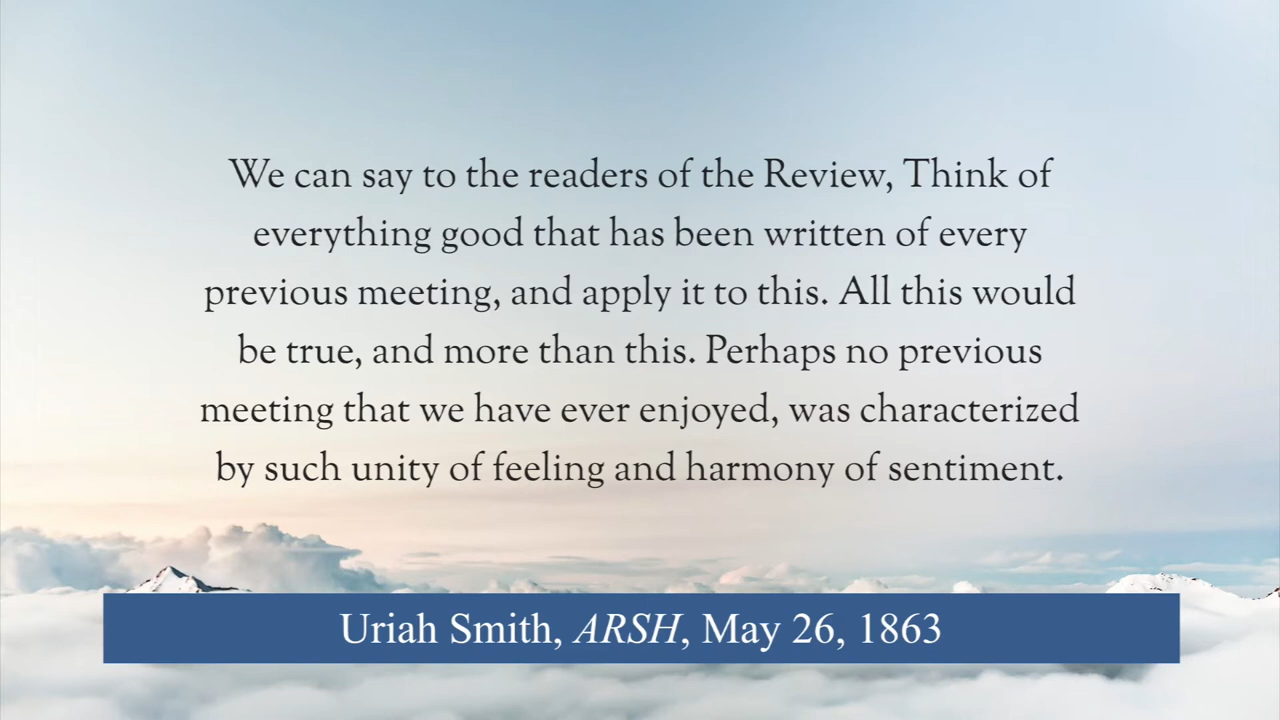 We can say to the readers of the Review, Think of
everything good that has been written of every
previous meeting, and apply it to this. All this would
be true, and more than this. Perhaps no previous
meeting that we have ever enjoyed, was characterized
by such unity of feeling and harmony of sentiment.
Uriah Smith, ARSH, May 26, 1863